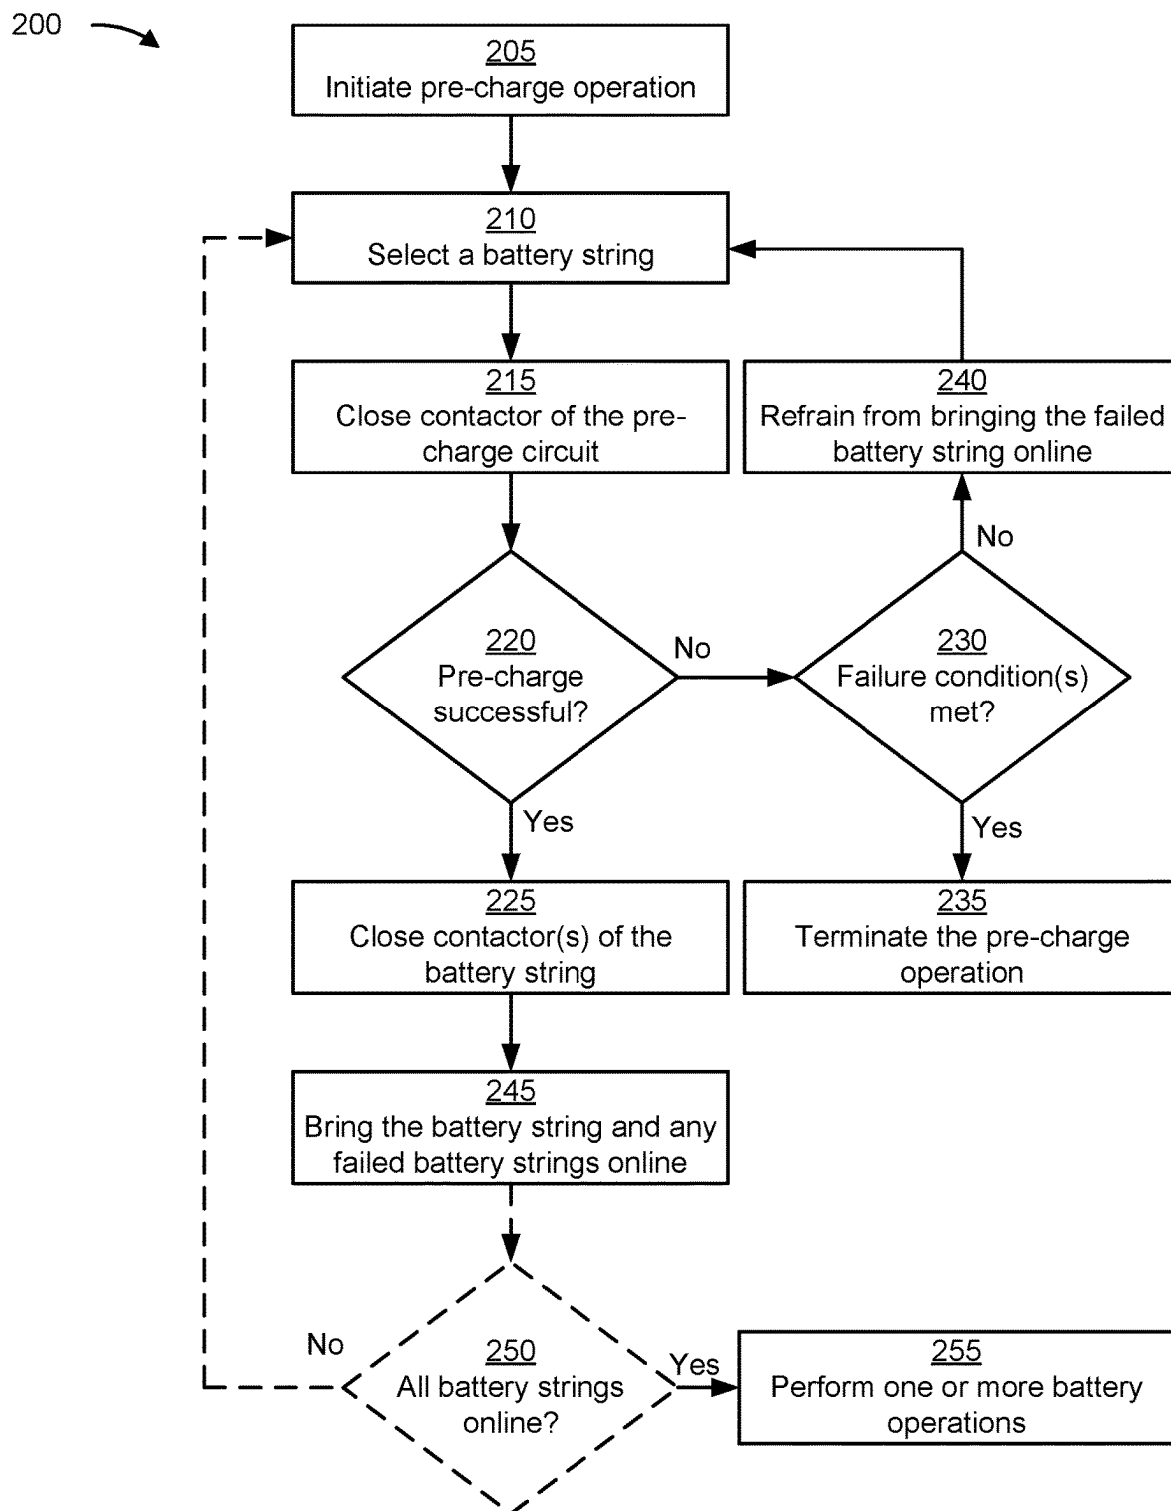 200
205
Initiate pre-charge operation
210
Select a battery string
215
Close contactor of the pre-
charge circuit
240
Refrain from bringing the failed
battery string online
No
220
Pre-charge
successful?
No
230
Failure condition(s)
met?
Yes
Yes
225
Close contactor(s) of the
battery string
235
Terminate the pre-charge
operation
245
Bring the battery string and any
failed battery strings online
No
250
All battery strings
online?
Yes
255
Perform one or more battery
operations